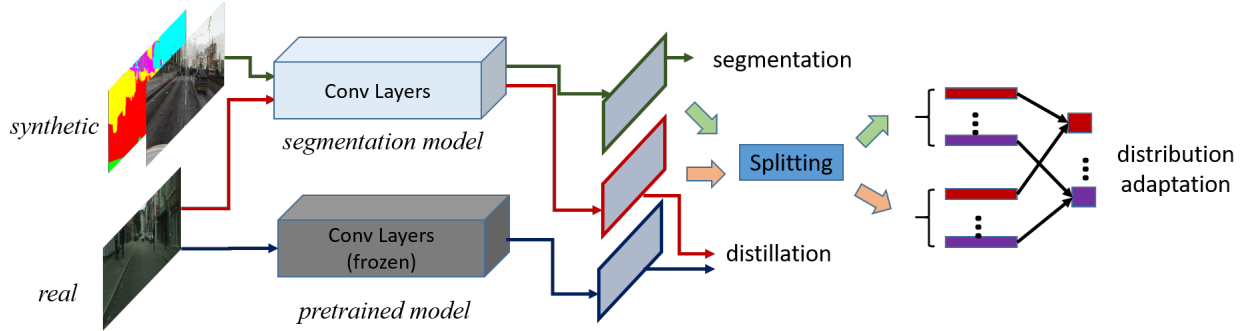 synthetic
real
Conv Layers
segmentation model
Conv Layers
(frozen)
pretrained model
segmentation
distillation
Splitting
distribution
adaptation